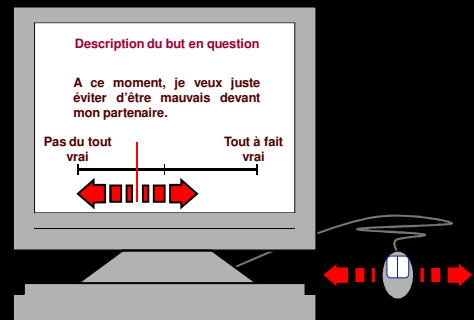 Description du but en question
A ce moment, je veux juste
éviter d'être mauvais devant
mon partenaire.
Pas du tout
vrai
Tout à fait
vrai